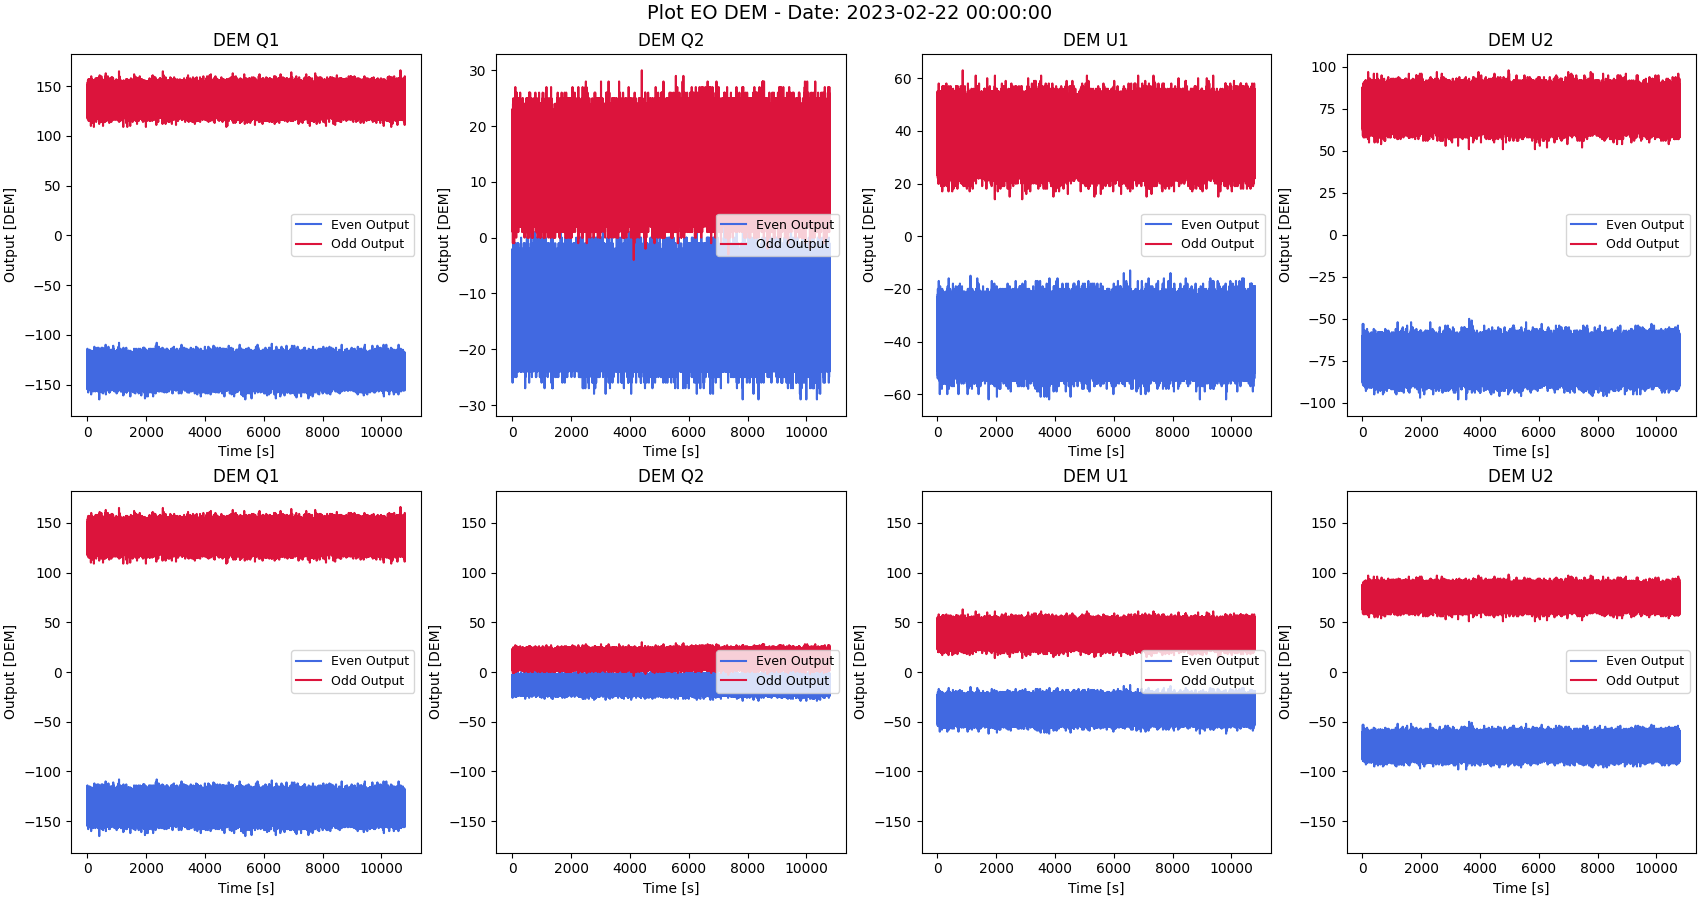 Plot EO DEM - Date: 2023-02-22 00:00:00
DEM Q1
150
100
50
0
−50
−100
−150
Output [DEM]
0 2000 4000 6000 8000 10000
Time [s]
Even Output
Odd Output
DEM Q2
30
20
10
0
−10
−20
−30
Output [DEM]
0 2000 4000 6000 8000 10000
Time [s]
Even Output
Odd Output
DEM U1
60
40
20
0
−20
−40
−60
Output [DEM]
0 2000 4000 6000 8000 10000
Time [s]
Even Output
Odd Output
DEM U2
100
75
50
25
0
−25
−50
−75
−100
Output [DEM]
0 2000 4000 6000 8000 10000
Time [s]
Even Output
Odd Output
DEM Q1
150
100
50
0
−50
−100
−150
Output [DEM]
0 2000 4000 6000 8000 10000
Time [s]
Even Output
Odd Output
DEM Q2
150
100
50
0
−50
−100
−150
Output [DEM]
0 2000 4000 6000 8000 10000
Time [s]
Even Output
Odd Output
DEM U1
150
100
50
0
−50
−100
−150
Output [DEM]
0 2000 4000 6000 8000 10000
Time [s]
Even Output
Odd Output
DEM U2
150
100
50
0
−50
−100
−150
Output [DEM]
0 2000 4000 6000 8000 10000
Time [s]
Even Output
Odd Output